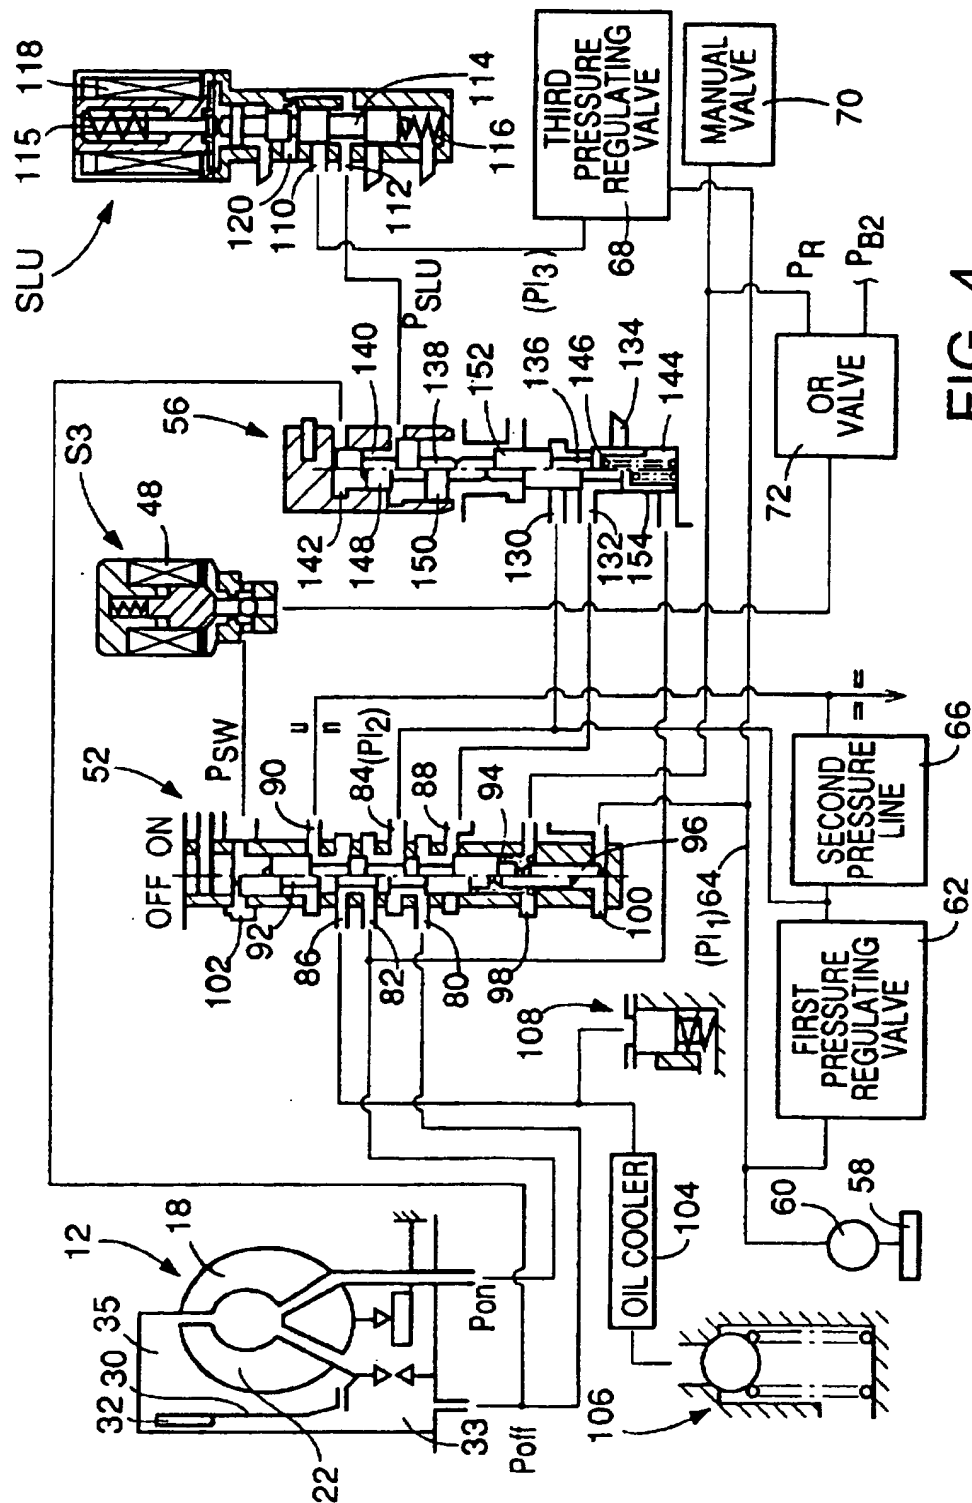 SLU
118
115
120
110
112
114
116
THIRD
PRESSURE
REGULATING
VALVE
68
MANUAL
VALVE
70
56
140
PSLU
138
152
(Pl3)
136
146
134
144
142
148
150
130
132
154
S3
48
OR
VALVE
72
PR
PB2
52
OFF ON
PSW
90
84(Pl2)
88
94
96
102
92
86
82
80
98
100
108
(Pl1)64
SECOND
PRESSURE
LINE
66
FIRST
PRESSURE
REGULATING
VALVE
62
12
18
35
30
32
22
33
Pon
Poff
OIL COOLER
104
106
60
58
FIG. 4